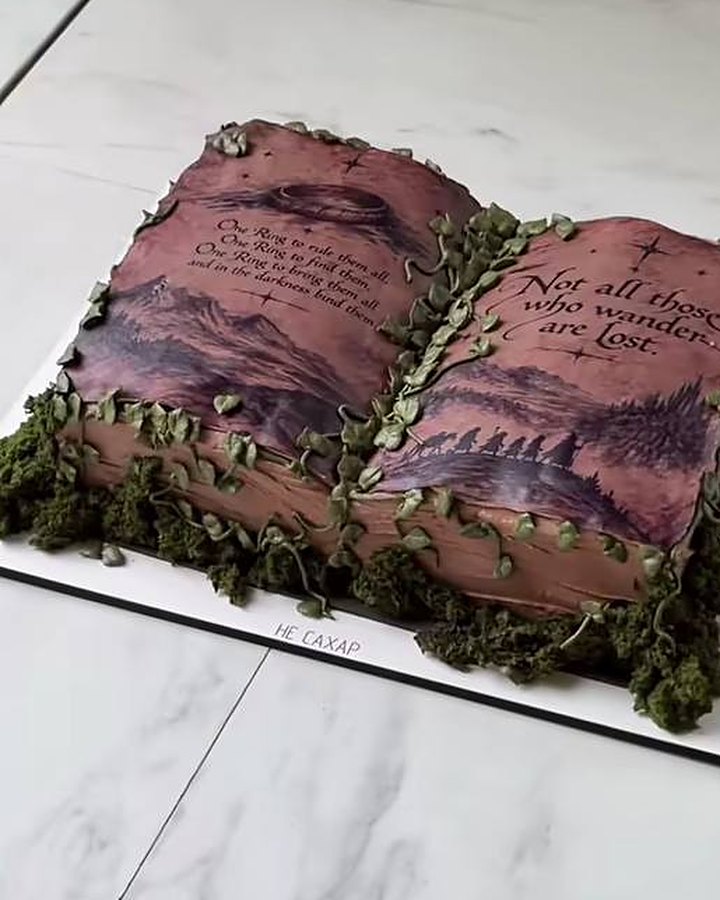 One Ring to rule them all,
One Ring to find them,
One Ring to bring them all
and in the darkness bind them
Not all those
who wander
are Lost.
НЕ САХАР